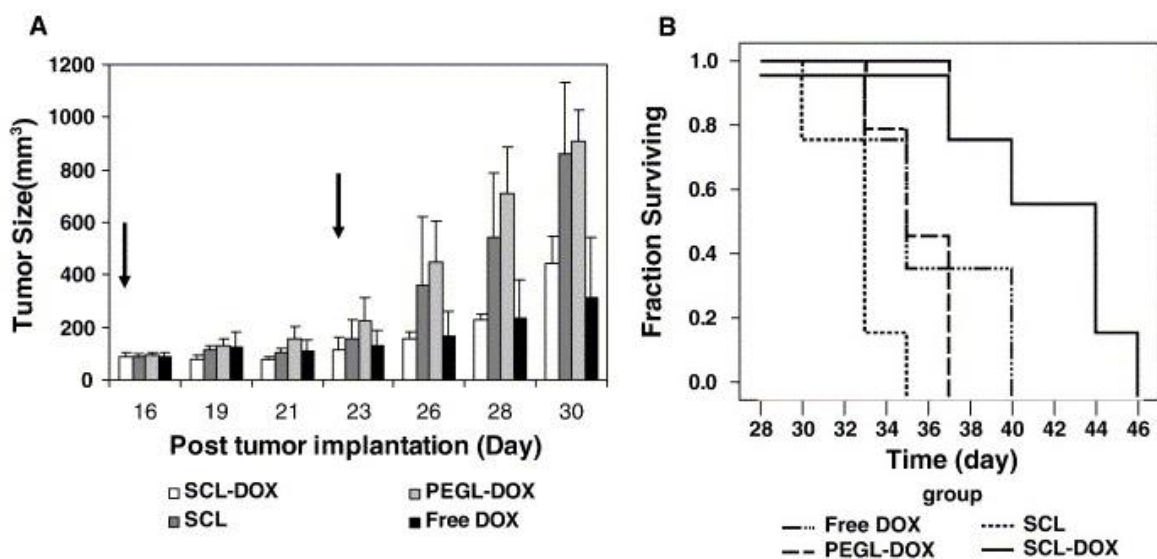 A
Tumor Size(mm³)
1200
1000
800
600
400
200
0
16 19 21 23 26 28 30
Post tumor implantation (Day)
SCL-DOX PEGL-DOX
SCL Free DOX
B
Fraction Surviving
1.0
0.8
0.6
0.4
0.2
0.0
28 30 32 34 36 38 40 42 44 46
Time (day)
group
Free DOX SCL
PEGL-DOX SCL-DOX